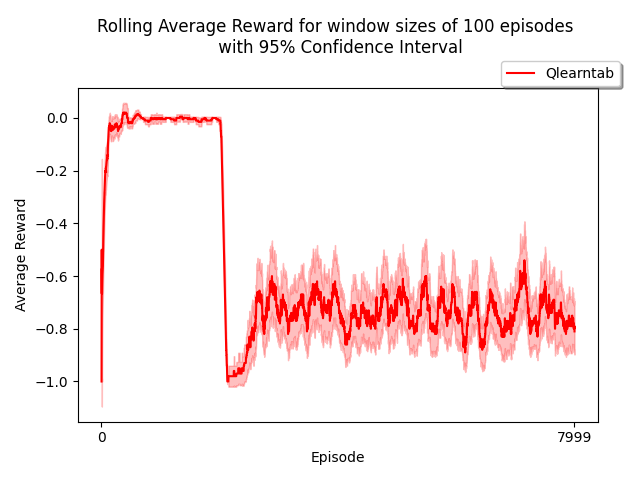 Rolling Average Reward for window sizes of 100 episodes
with 95% Confidence Interval
Qlearntab
0.0
−0.2
−0.4
−0.6
−0.8
−1.0
Average Reward
0
7999
Episode